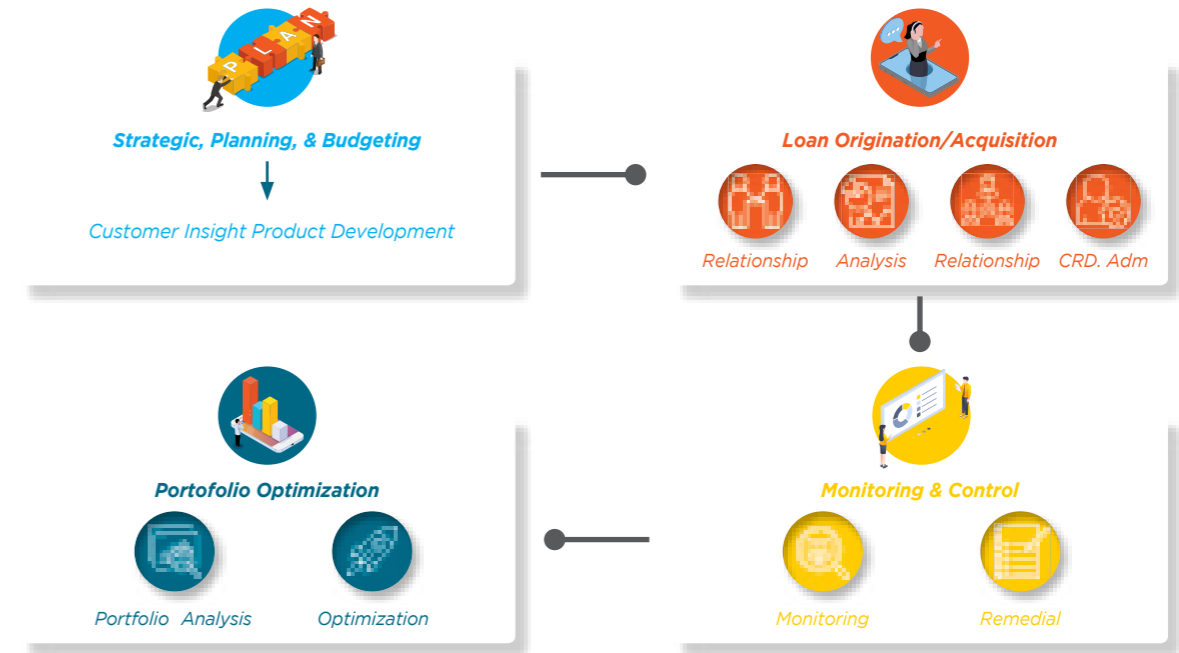 PLAN
Strategic, Planning, & Budgeting
Customer Insight Product Development
Loan Origination/Acquisition
Relationship
Analysis
Relationship
CRD. Adm
Portofolio Optimization
Portfolio Analysis
Optimization
Monitoring & Control
Monitoring
Remedial